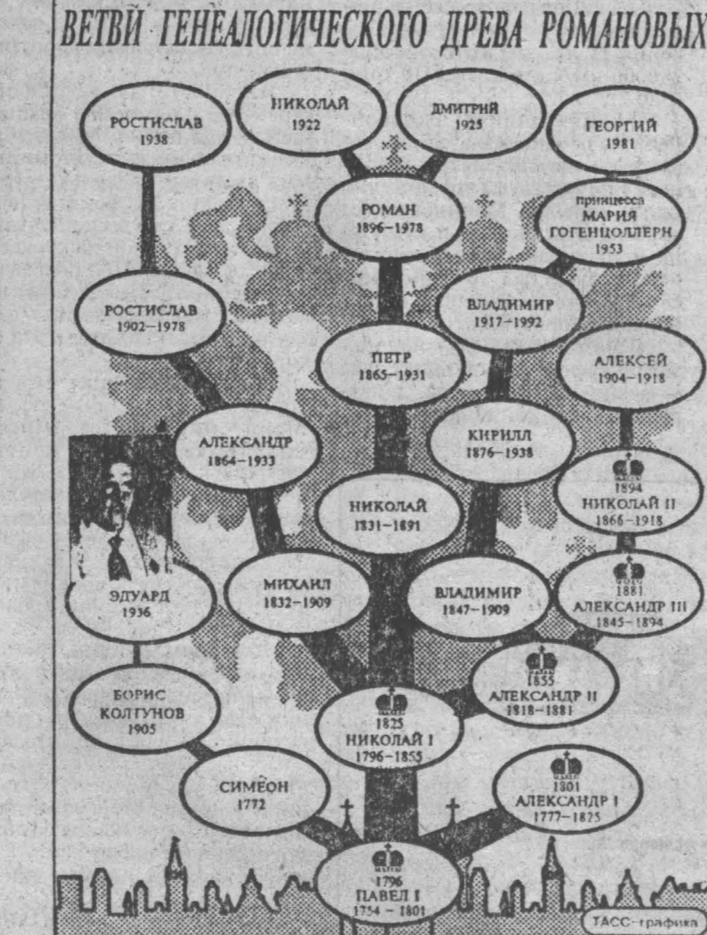 ВЕТВИ ГЕНЕАЛОГИЧЕСКОГО ДРЕВА РОМАНОВЫХ
РОСТИСЛАВ
1938
НИКОЛАЙ
1922
ДМИТРИЙ
1925
ГЕОРГИЙ
1981
РОМАН
1896–1978
принцесса
МАРИЯ
ГОГЕНЦОЛЛЕРН
1953
РОСТИСЛАВ
1902–1978
ВЛАДИМИР
1917–1992
ПЕТР
1865–1931
АЛЕКСЕЙ
1904–1918
АЛЕКСАНДР
1864–1933
КИРИЛЛ
1876–1938
1894
НИКОЛАЙ II
1866–1918
НИКОЛАЙ
1831–1891
ЭДУАРД
1936
МИХАИЛ
1832–1909
ВЛАДИМИР
1847–1909
1881
АЛЕКСАНДР III
1845–1894
БОРИС
КОЛТУНОВ
1905
1855
АЛЕКСАНДР II
1818–1881
1825
НИКОЛАЙ I
1796–1855
СИМЕОН
1772
1801
АЛЕКСАНДР I
1777–1825
1796
ПАВЕЛ I
1754 – 1801
ТАСС-графика